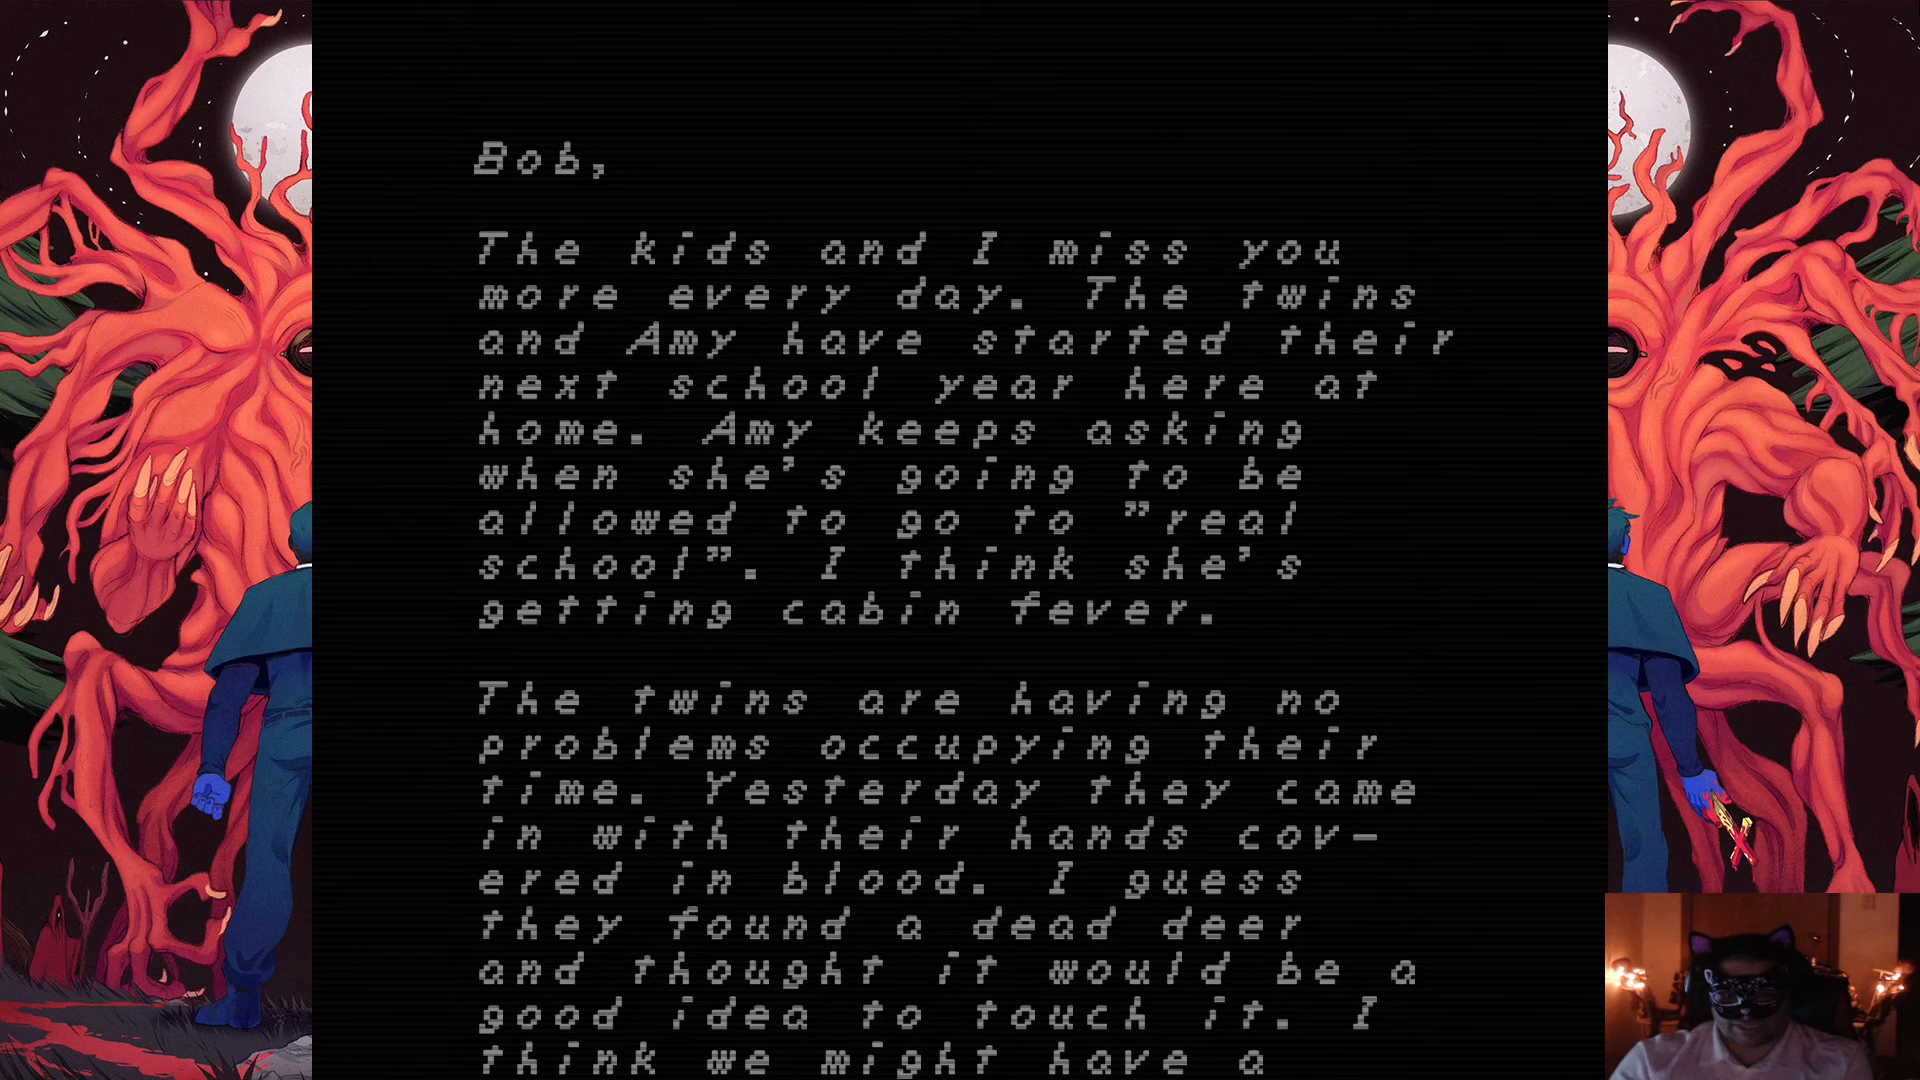 Bob,
The kids and I miss you
more every day. The twins
and Amy have started their
next school year here at
home. Amy keeps asking
when she's going to be
allowed to go to "real
school". I think she's
getting cabin fever.
The twins are having no
problems occupying their
time. Yesterday they came
in with their hands cov-
ered in blood. I guess
they found a dead deer
and thought it would be a
good idea to touch it. I
think we might have a